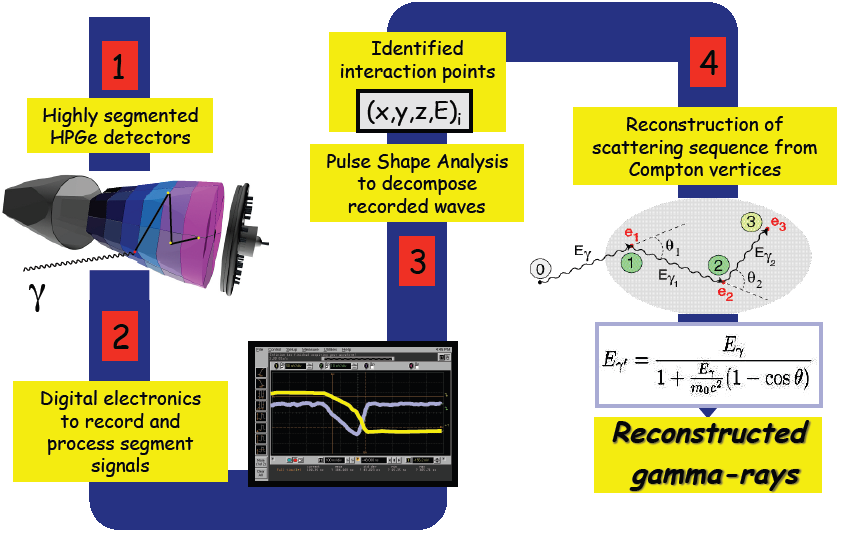 1
Highly segmented
HPGe detectors
γ
2
Digital electronics
to record and
process segment
signals
3
Pulse Shape Analysis
to decompose
recorded waves
Identified
interaction points
(x,y,z,E)i
4
Reconstruction of
scattering sequence from
Compton vertices
0
Eγ
e1
1
θ1
Eγ1
2
e2
θ2
Eγ2
3
e3
Eγ' = Eγ / (1 + Eγ/m0c² (1 − cos θ))
Reconstructed
gamma-rays